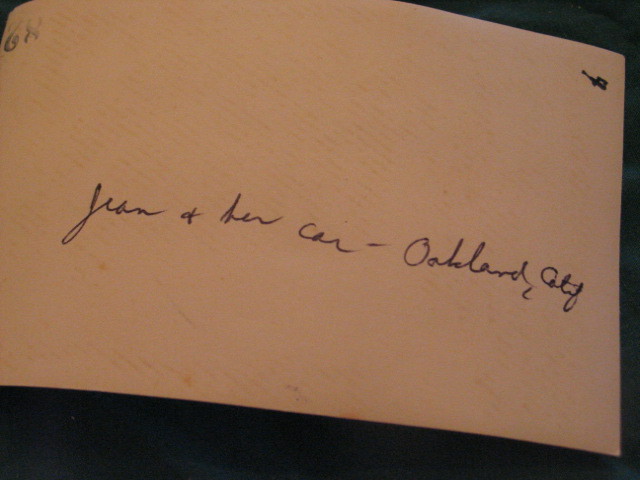 Jean & her car - Oakland, City